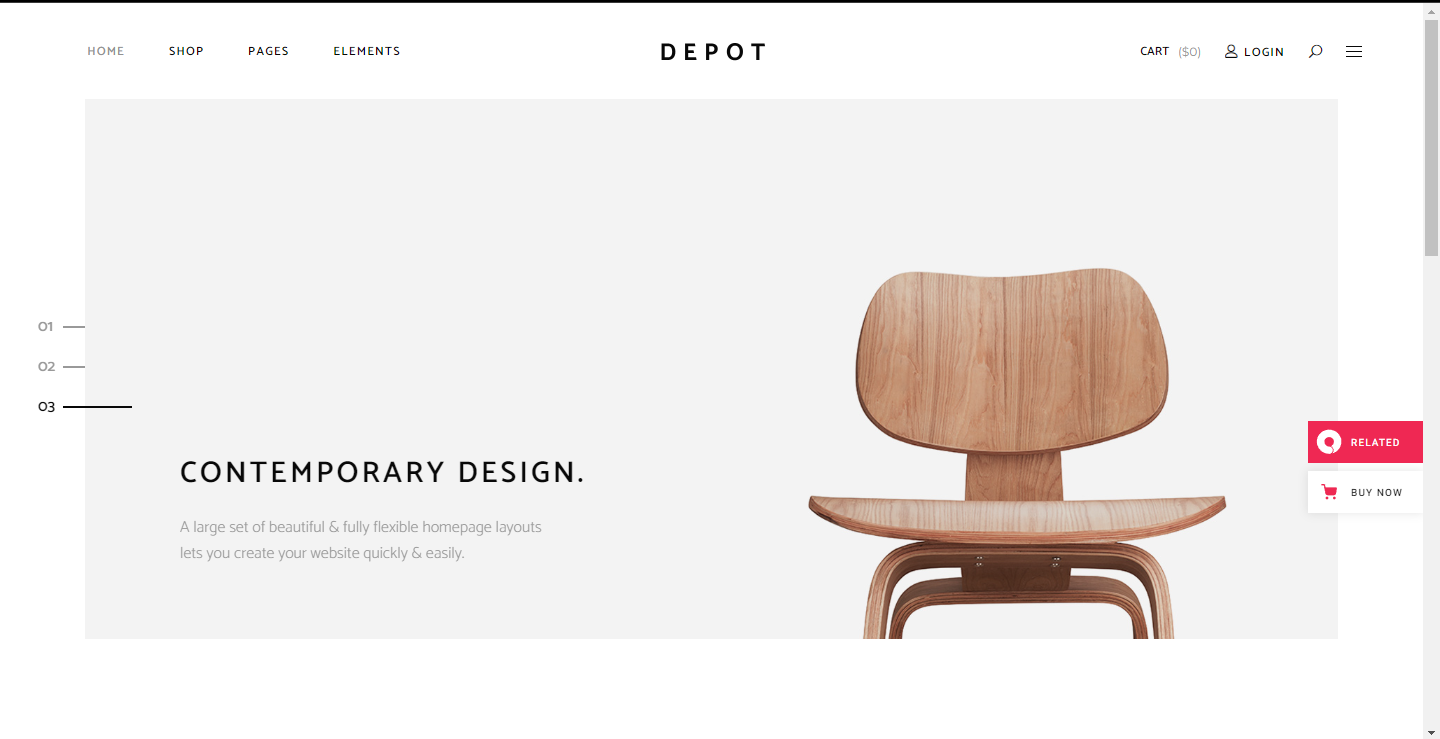 HOME SHOP PAGES ELEMENTS DEPOT CART ($0) LOGIN
01
02
03
CONTEMPORARY DESIGN.
A large set of beautiful & fully flexible homepage layouts
lets you create your website quickly & easily.
RELATED
BUY NOW